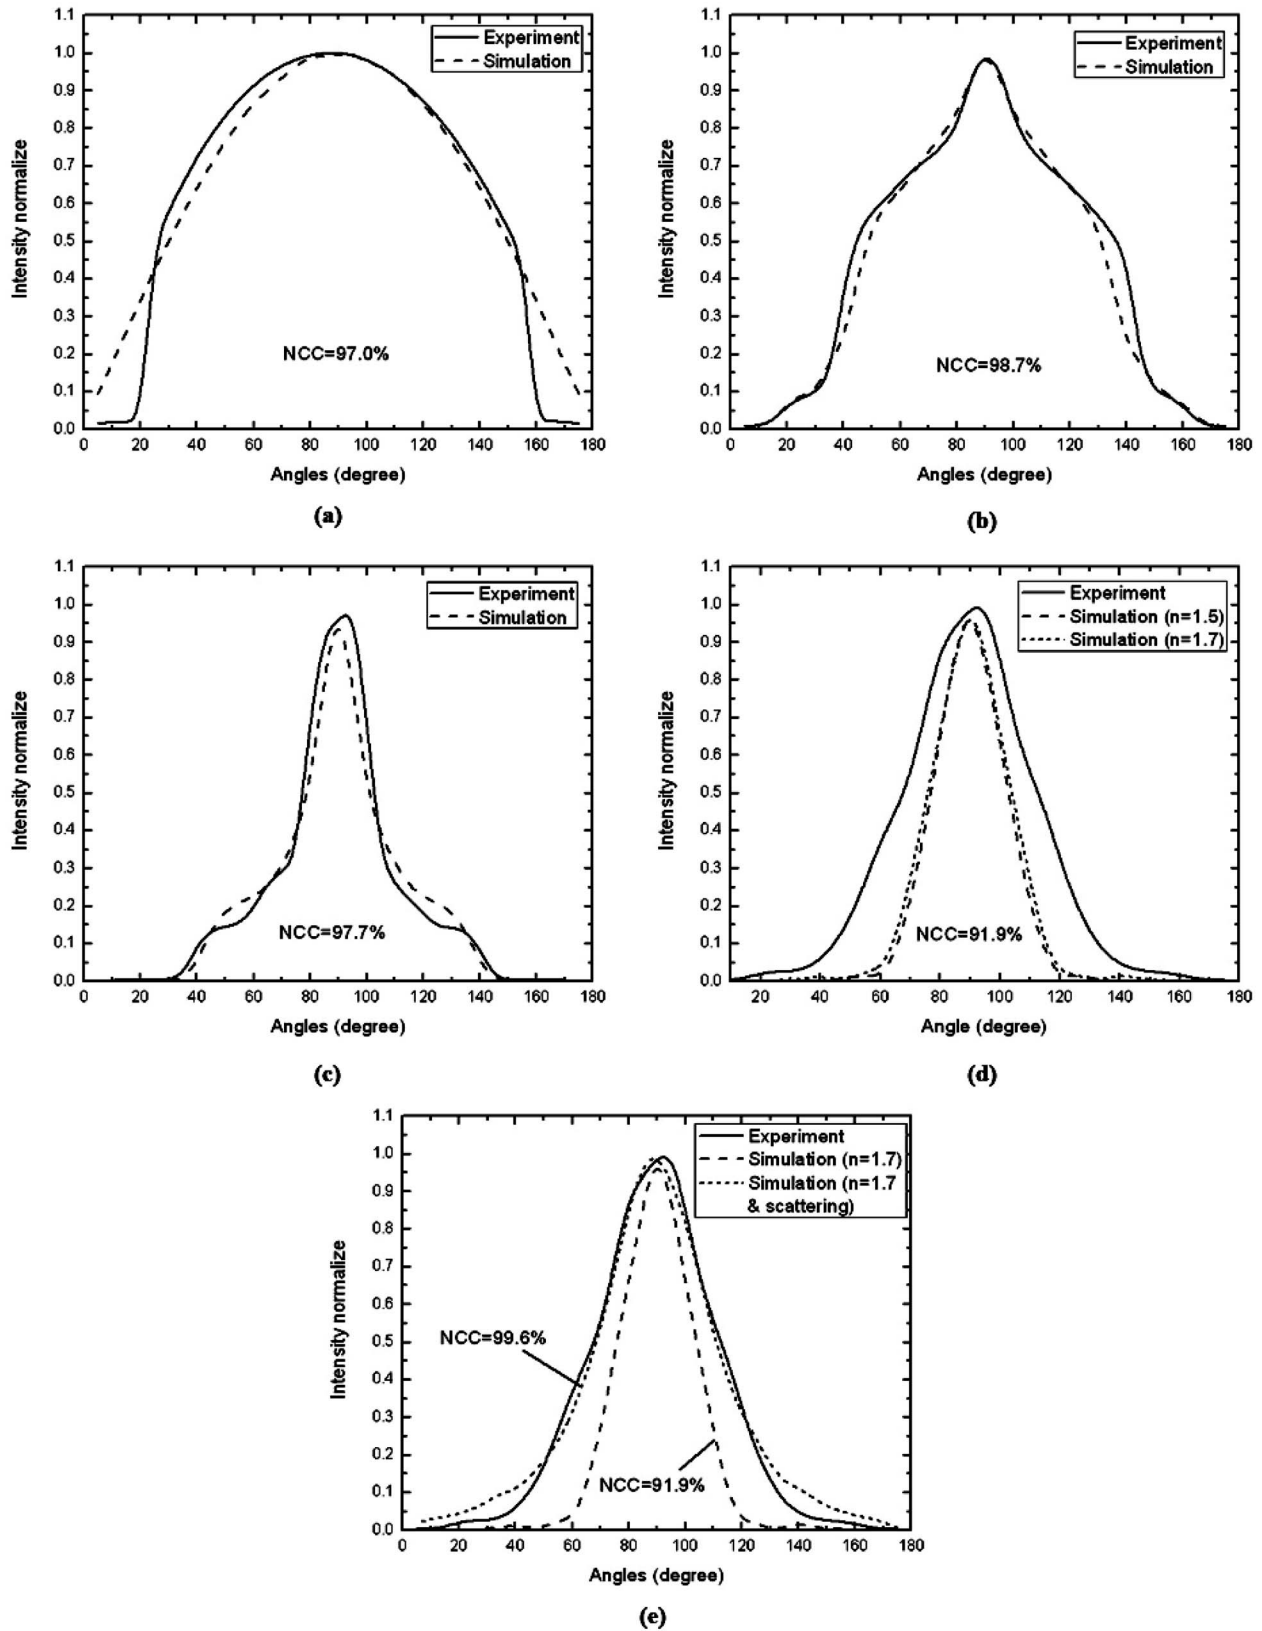 Experiment
Simulation
1.1
1.0
0.9
0.8
0.7
0.6
0.5
0.4
0.3
0.2
0.1
0.0
Intensity normalize
NCC=97.0%
0 20 40 60 80 100 120 140 160 180
Angles (degree)
(a)
Experiment
Simulation
1.1
1.0
0.9
0.8
0.7
0.6
0.5
0.4
0.3
0.2
0.1
0.0
Intensity normalize
NCC=98.7%
0 20 40 60 80 100 120 140 160 180
Angles (degree)
(b)
Experiment
Simulation
1.1
1.0
0.9
0.8
0.7
0.6
0.5
0.4
0.3
0.2
0.1
0.0
Intensity normalize
NCC=97.7%
0 20 40 60 80 100 120 140 160 180
Angles (degree)
(c)
Experiment
Simulation (n=1.5)
Simulation (n=1.7)
1.1
1.0
0.9
0.8
0.7
0.6
0.5
0.4
0.3
0.2
0.1
0.0
Intensity normalize
NCC=91.9%
20 40 60 80 100 120 140 160 180
Angle (degree)
(d)
Experiment
Simulation (n=1.7)
Simulation (n=1.7
& scattering)
1.1
1.0
0.9
0.8
0.7
0.6
0.5
0.4
0.3
0.2
0.1
0.0
Intensity normalize
NCC=99.6%
NCC=91.9%
0 20 40 60 80 100 120 140 160 180
Angles (degree)
(e)